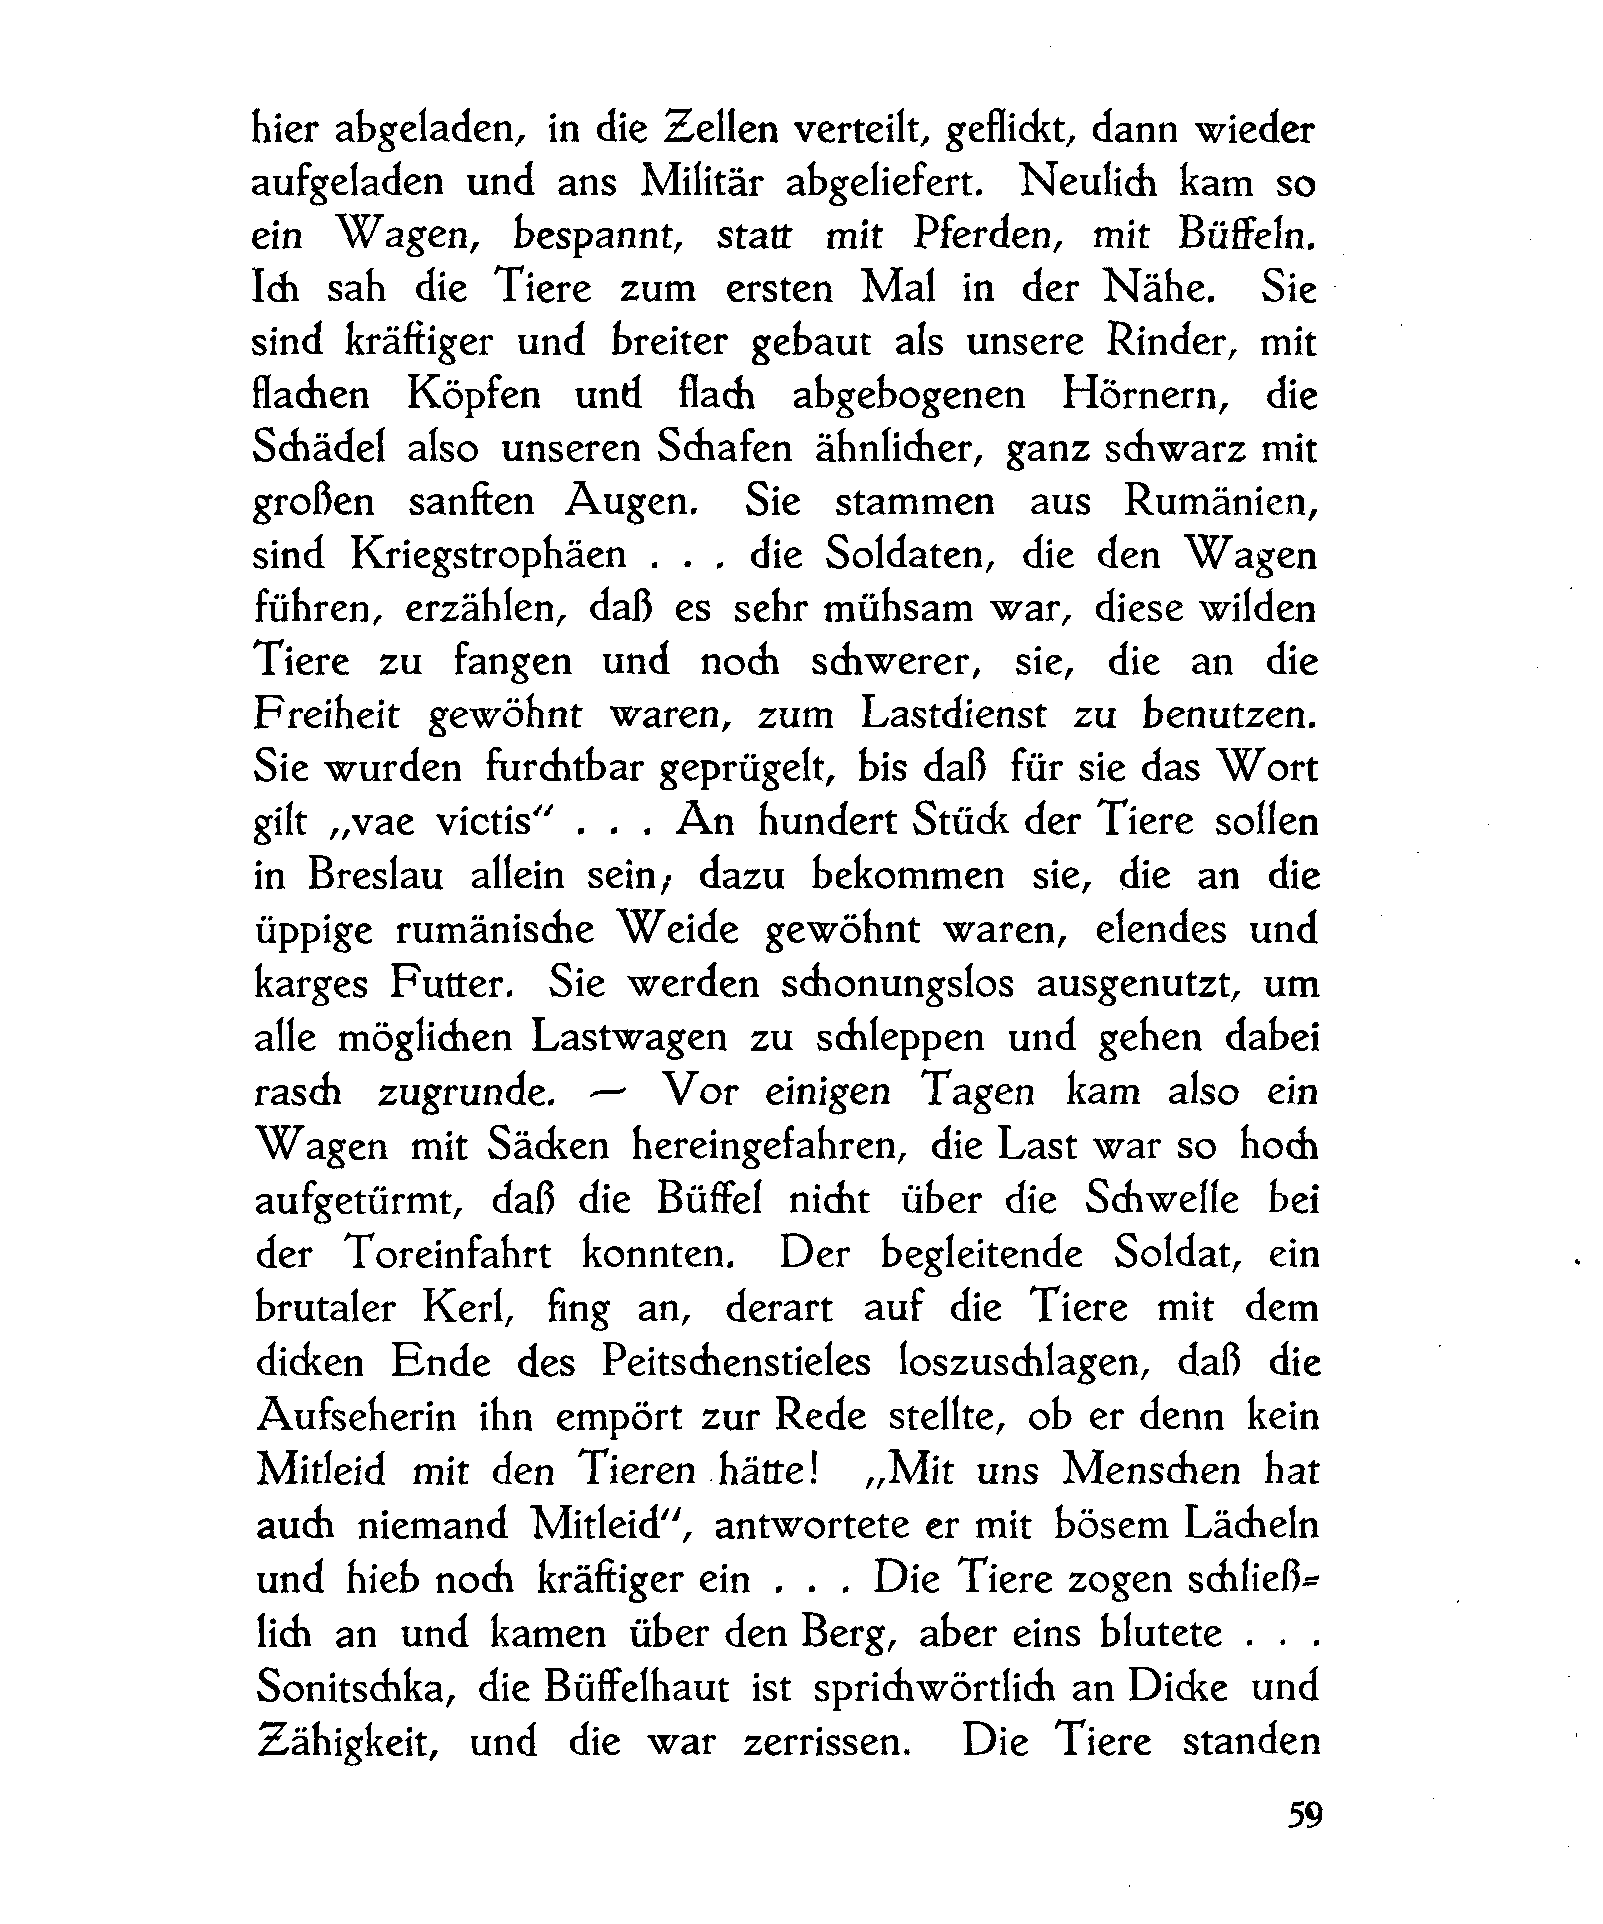 hier abgeladen, in die Zellen verteilt, geflickt, dann wieder
aufgeladen und ans Militär abgeliefert. Neulich kam so
ein Wagen, bespannt, statt mit Pferden, mit Büffeln.
Ich sah die Tiere zum ersten Mal in der Nähe. Sie
sind kräftiger und breiter gebaut als unsere Rinder, mit
flachen Köpfen und flach abgebogenen Hörnern, die
Schädel also unseren Schafen ähnlicher, ganz schwarz mit
großen sanften Augen. Sie stammen aus Rumänien,
sind Kriegstrophäen . . . die Soldaten, die den Wagen
führen, erzählen, daß es sehr mühsam war, diese wilden
Tiere zu fangen und noch schwerer, sie, die an die
Freiheit gewöhnt waren, zum Lastdienst zu benutzen.
Sie wurden furchtbar geprügelt, bis daß für sie das Wort
gilt „vae victis“ . . . An hundert Stück der Tiere sollen
in Breslau allein sein; dazu bekommen sie, die an die
üppige rumänische Weide gewöhnt waren, elendes und
karges Futter. Sie werden schonungslos ausgenutzt, um
alle möglichen Lastwagen zu schleppen und gehen dabei
rasch zugrunde. — Vor einigen Tagen kam also ein
Wagen mit Säcken hereingefahren, die Last war so hoch
aufgetürmt, daß die Büffel nicht über die Schwelle bei
der Toreinfahrt konnten. Der begleitende Soldat, ein
brutaler Kerl, fing an, derart auf die Tiere mit dem
dicken Ende des Peitschenstieles loszuschlagen, daß die
Aufseherin ihn empört zur Rede stellte, ob er denn kein
Mitleid mit den Tieren hätte! „Mit uns Menschen hat
auch niemand Mitleid“, antwortete er mit bösem Lächeln
und hieb noch kräftiger ein . . . Die Tiere zogen schließ-
lich an und kamen über den Berg, aber eins blutete . . .
Sonitschka, die Büffelhaut ist sprichwörtlich an Dicke und
Zähigkeit, und die war zerrissen. Die Tiere standen
59